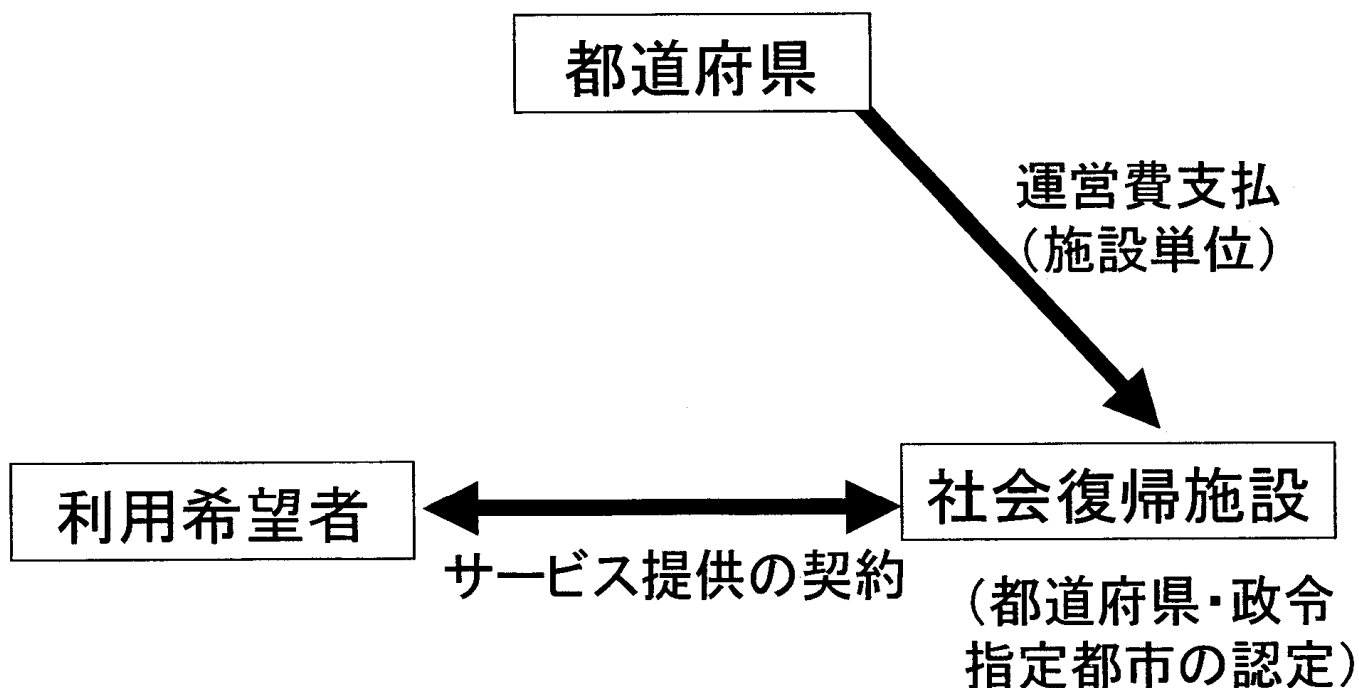 都道府県
運営費支払
（施設単位）
利用希望者
社会復帰施設
サービス提供の契約
（都道府県・政令
指定都市の認定）